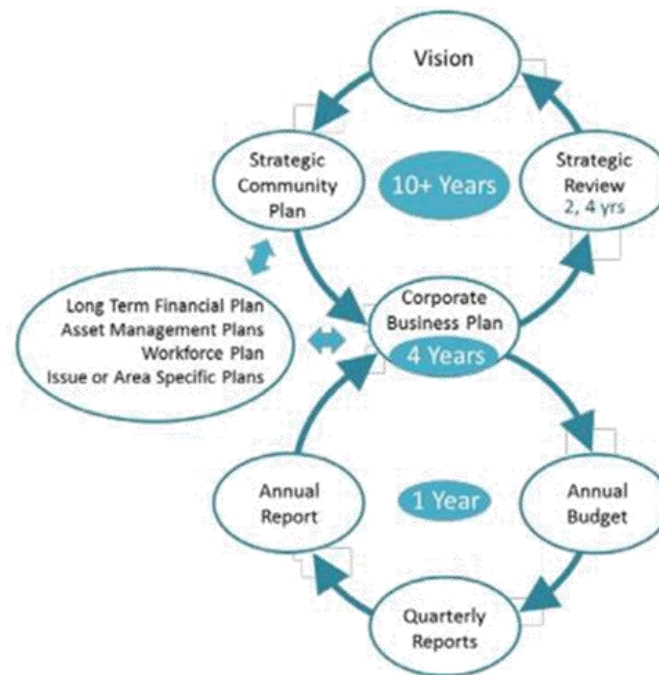 Vision
Strategic
Community
Plan
10+ Years
Strategic
Review
2, 4 yrs
Long Term Financial Plan
Asset Management Plans
Workforce Plan
Issue or Area Specific Plans
Corporate
Business Plan
4 Years
Annual
Report
1 Year
Annual
Budget
Quarterly
Reports